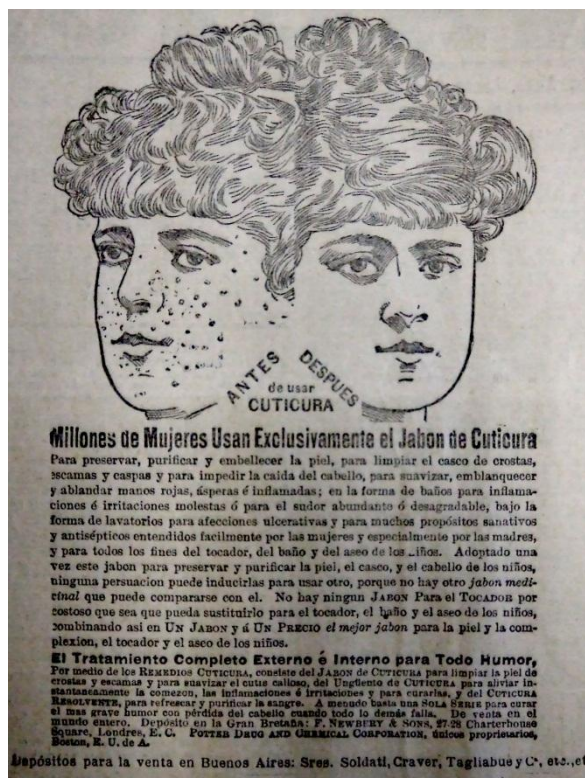 ANTES DESPUÉS
de usar
CUTICURA
Millones de Mujeres Usan Exclusivamente el Jabon de Cuticura
Para preservar, purificar y embellecer la piel, para limpiar el casco de crostas,
escamas y caspas y para impedir la caida del cabello, para suavizar, emblanquecer
y ablandar manos rojas, ásperas é inflamadas; en la forma de baños para inflama-
ciones é irritaciones molestas ó para el sudor abundanto ó desagradable, bajo la
forma de lavatorios para afecciones ulcerativas y para muchos propósitos sanativos
y antisépticos entendidos facilmente por las mujeres y especialmente por las madres,
y para todos los fines del tocador, del baño y del aseo de los niños. Adoptado una
vez este jabon para preservar y purificar la piel, el casco, y el cabello de los niños,
ninguna persuacion puede inducirlas para usar otro, porque no hay otro jabon medi-
cinal que puede compararse con el. No hay ningun JABON PARA EL TOCADOR por
costoso que sea que pueda sustituirlo para el tocador, el baño y el aseo de los niños,
combinando asi en UN JABON y á UN PRECIO el mejor jabon para la piel y la com-
plexion, el tocador y el aseo de los niños.
El Tratamiento Completo Externo é Interno para Todo Humor,
Por medio de los REMEDIOS CUTICURA, consiste del JABON DE CUTICURA para limpiar la piel de
crostas y escamas y para suavizar el cutis calloso, del Ungüento de CUTICURA para aliviar in-
stantaneamente la comezon, las inflamaciones é irritaciones y para curarlas, y del CUTICURA
RESOLVENTE, para refrescar y purificar la sangre. A menudo basta una SOLA SERIE para curar
el mas grave humor con pérdida del cabello cuando todo lo demás falla. De venta en el
mundo entero. Depósito en la Gran Bretaña: F. NEWBERY & SONS, 27-28 Charterhouse
Square, Londres, E. C. POTTER DRUG AND CHEMICAL CORPORATION, únicos proprietarios,
Boston, E. U. de A.
Depósitos para la venta en Buenos Aires: Sres. Soldati, Craver, Tagliabue y Cª, etc., et